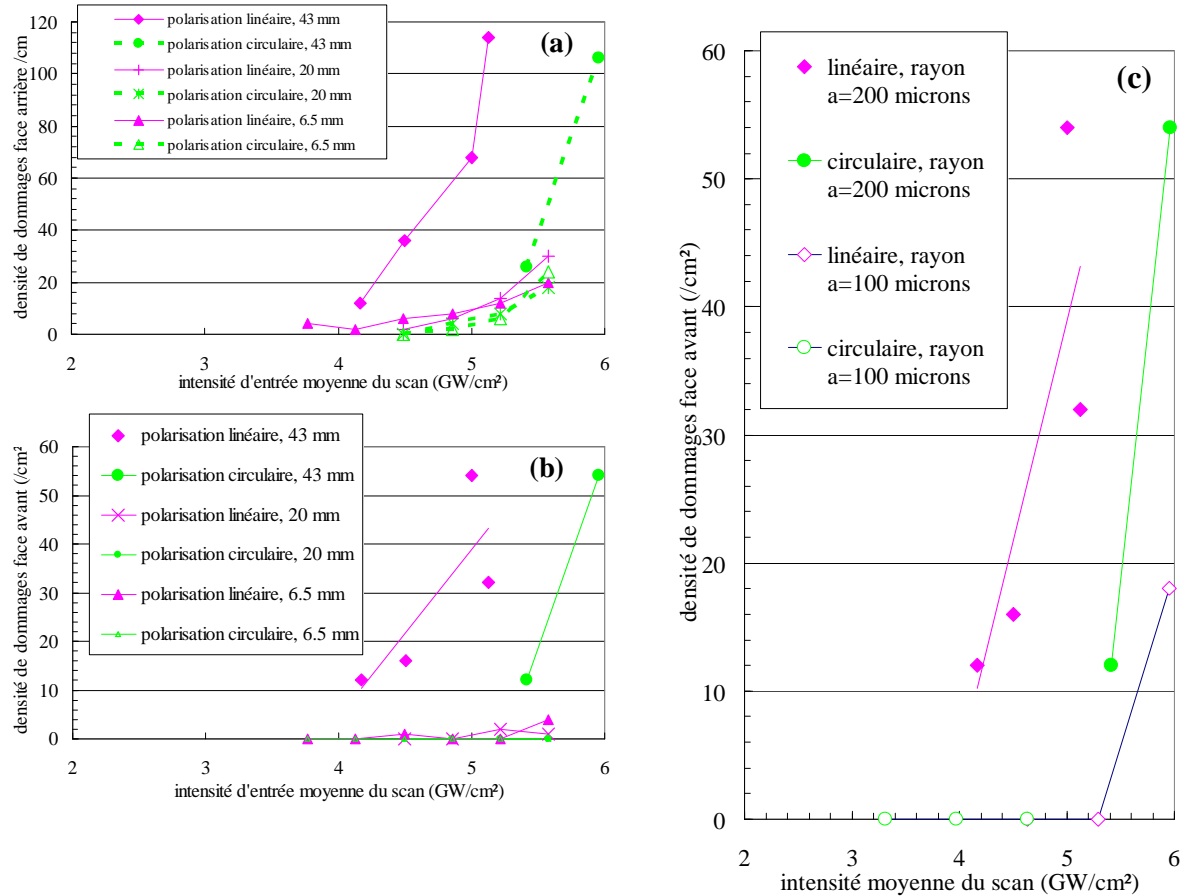 120
100
80
60
40
20
0
densité de dommages face arrière /cm
polarisation linéaire, 43 mm
polarisation circulaire, 43 mm
polarisation linéaire, 20 mm
polarisation circulaire, 20 mm
polarisation linéaire, 6.5 mm
polarisation circulaire, 6.5 mm
(a)
2 3 4 5 6
intensité d'entrée moyenne du scan (GW/cm²)
60
50
40
30
20
10
0
densité de dommages face avant (/cm²
polarisation linéaire, 43 mm
polarisation circulaire, 43 mm
polarisation linéaire, 20 mm
polarisation circulaire, 20 mm
polarisation linéaire, 6.5 mm
polarisation circulaire, 6.5 mm
(b)
2 3 4 5 6
intensité d'entrée moyenne du scan (GW/cm²)
60
50
40
30
20
10
0
densité de dommages face avant (/cm²)
linéaire, rayon
a=200 microns
circulaire, rayon
a=200 microns
linéaire, rayon
a=100 microns
circulaire, rayon
a=100 microns
(c)
2 3 4 5 6
intensité moyenne du scan (GW/cm²)